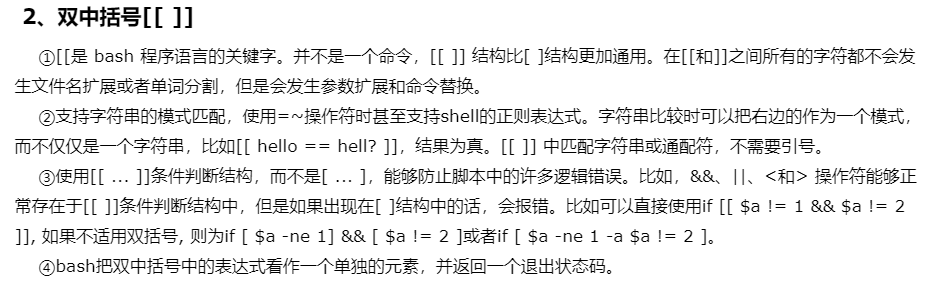 2、双中括号[[ ]]
①[[是 bash 程序语言的关键字。并不是一个命令，[[ ]] 结构比[ ]结构更加通用。在[[和]]之间所有的字符都不会发
生文件名扩展或者单词分割，但是会发生参数扩展和命令替换。
②支持字符串的模式匹配，使用=~操作符时甚至支持shell的正则表达式。字符串比较时可以把右边的作为一个模式，
而不仅仅是一个字符串，比如[[ hello == hell? ]]，结果为真。[[ ]] 中匹配字符串或通配符，不需要引号。
③使用[[ ... ]]条件判断结构，而不是[ ... ]，能够防止脚本中的许多逻辑错误。比如，&&、||、<和> 操作符能够正
常存在于[[ ]]条件判断结构中，但是如果出现在[ ]结构中的话，会报错。比如可以直接使用if [[ $a != 1 && $a != 2
]], 如果不适用双括号, 则为if [ $a -ne 1] && [ $a != 2 ]或者if [ $a -ne 1 -a $a != 2 ]。
④bash把双中括号中的表达式看作一个单独的元素，并返回一个退出状态码。